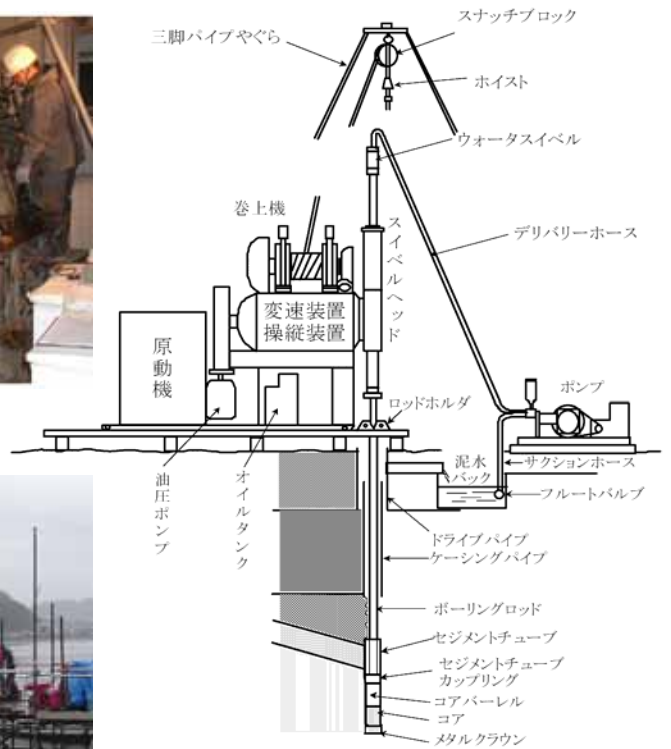 スナッチブロック
三脚パイプやぐら
ホイスト
ウォータスイベル
巻上機
スイベルヘッド
デリバリーホース
変速装置
操縦装置
原動機
ポンプ
ロッドホルダ
泥水
バック
サクションホース
フルートバルブ
油圧ポンプ
オイルタンク
ドライブパイプ
ケーシングパイプ
ボーリングロッド
セジメントチューブ
セジメントチューブ
カップリング
コアバーレル
コア
メタルクラウン